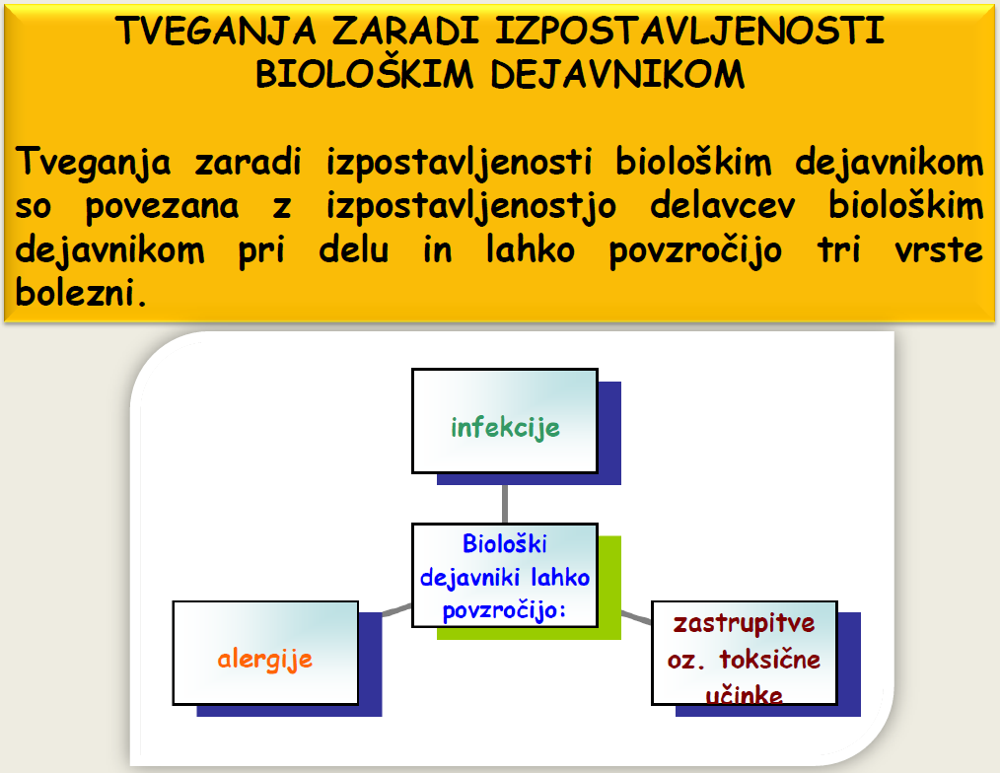 TVEGANJA ZARADI IZPOSTAVLJENOSTI
BIOLOŠKIM DEJAVNIKOM
Tveganja zaradi izpostavljenosti biološkim dejavnikom
so povezana z izpostavljenostjo delavcev biološkim
dejavnikom pri delu in lahko povzročijo tri vrste
bolezni.
infekcije
Biološki
dejavniki lahko
povzročijo:
alergije
zastrupitve
oz. toksične
učinke